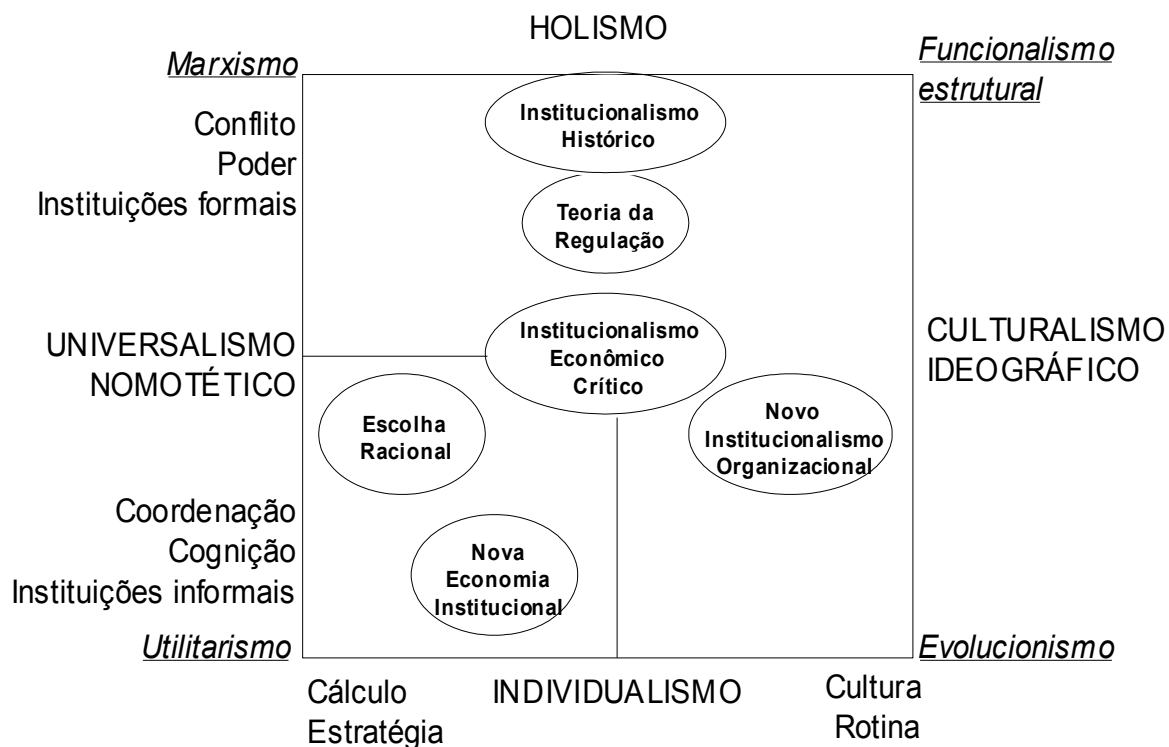 HOLISMO
Marxismo
Funcionalismo
estrutural
Conflito
Poder
Instituições formais
Institucionalismo
Histórico
Teoria da
Regulação
UNIVERSALISMO
NOMOTÉTICO
Institucionalismo
Econômico
Crítico
CULTURALISMO
IDEOGRÁFICO
Escolha
Racional
Novo
Institucionalismo
Organizacional
Coordenação
Cognição
Instituições informais
Nova
Economia
Institucional
Utilitarismo
Evolucionismo
Cálculo
Estratégia
INDIVIDUALISMO
Cultura
Rotina